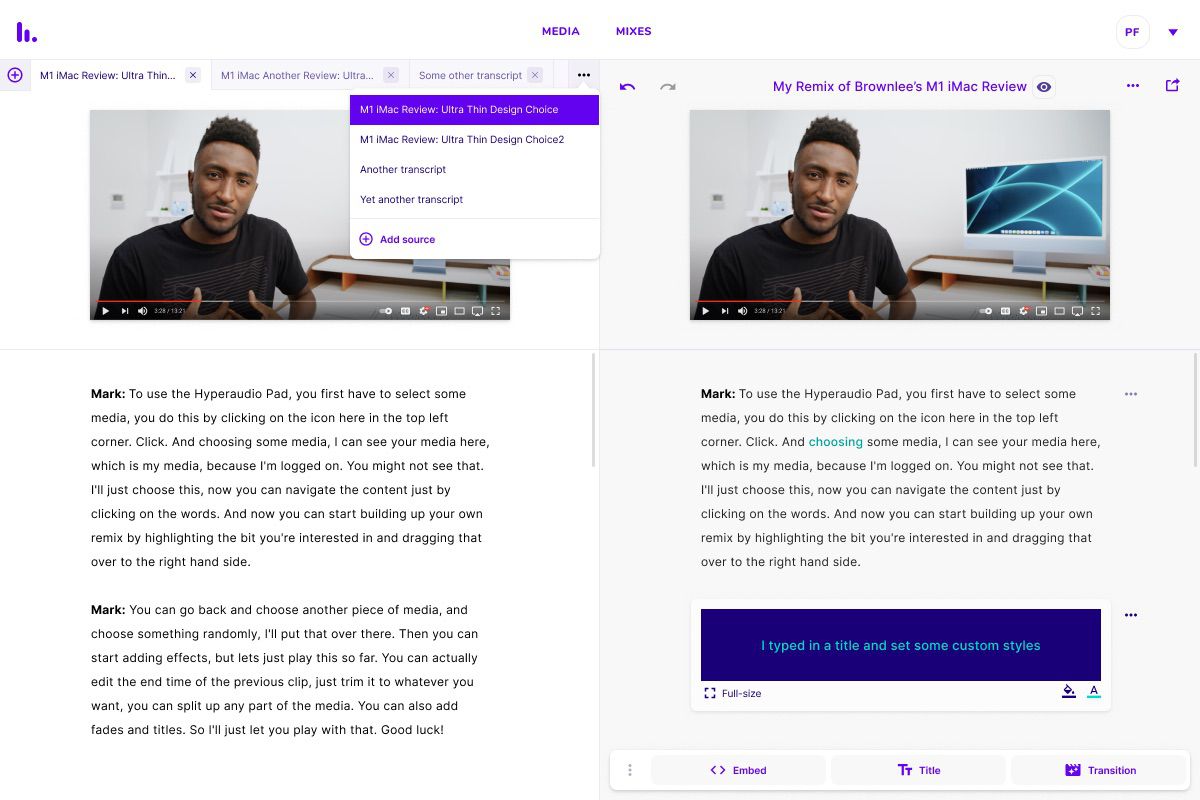 MEDIA
MIXES
PF
M1 iMac Review: Ultra Thin...
M1 iMac Another Review: Ultra...
Some other transcript
M1 iMac Review: Ultra Thin Design Choice
M1 iMac Review: Ultra Thin Design Choice2
Another transcript
Yet another transcript
Add source
3:28 / 13:21
My Remix of Brownlee’s M1 iMac Review
3:28 / 13:21
Mark: To use the Hyperaudio Pad, you first have to select some
media, you do this by clicking on the icon here in the top left
corner. Click. And choosing some media, I can see your media here,
which is my media, because I'm logged on. You might not see that.
I'll just choose this, now you can navigate the content just by
clicking on the words. And now you can start building up your own
remix by highlighting the bit you're interested in and dragging that
over to the right hand side.
Mark: You can go back and choose another piece of media, and
choose something randomly, I'll put that over there. Then you can
start adding effects, but lets just play this so far. You can actually
edit the end time of the previous clip, just trim it to whatever you
want, you can split up any part of the media. You can also add
fades and titles. So I'll just let you play with that. Good luck!
Mark: To use the Hyperaudio Pad, you first have to select some
media, you do this by clicking on the icon here in the top left
corner. Click. And choosing some media, I can see your media here,
which is my media, because I'm logged on. You might not see that.
I'll just choose this, now you can navigate the content just by
clicking on the words. And now you can start building up your own
remix by highlighting the bit you're interested in and dragging that
over to the right hand side.
I typed in a title and set some custom styles
Full-size
A
Embed
Title
Transition